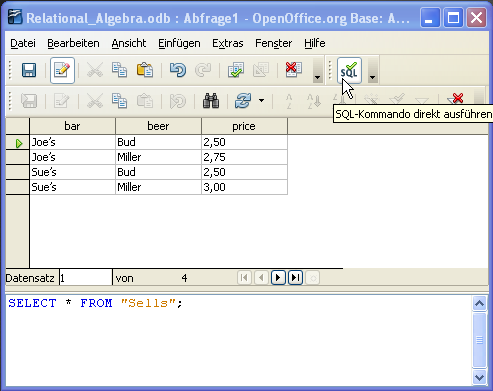 Relational_Algebra.odb : Abfrage1 - OpenOffice.org Base: A...
Datei Bearbeiten Ansicht Einfügen Extras Fenster Hilfe
SQL
SQL-Kommando direkt ausführen
bar beer price
Joe's Bud 2,50
Joe's Miller 2,75
Sue's Bud 2,50
Sue's Miller 3,00
Datensatz 1 von 4
SELECT * FROM "Sells";